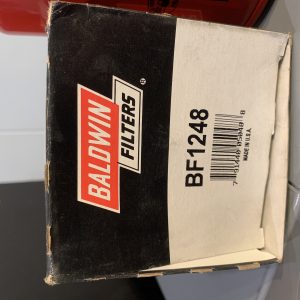 BALDWIN
FILTERS
®
BF1248
MADE IN U.S.A.